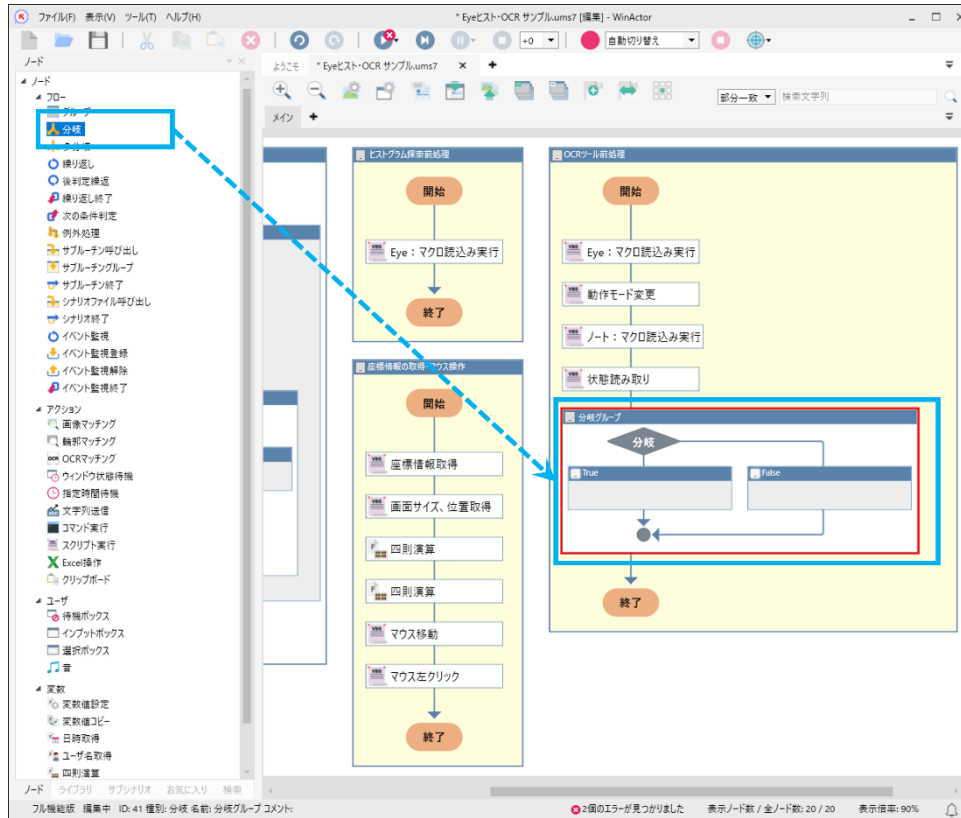 ファイル(F) 表示(V) ツール(T) ヘルプ(H)
* Eyeヒスト・OCR サンプル.ums7 [編集] - WinActor
+0
自動切り替え
ノード
ようこそ
* Eyeヒスト・OCR サンプル.ums7
部分一致
検索文字列
メイン
ノード
フロー
グループ
分岐
多分岐
繰り返し
後判定繰返
繰り返し終了
次の条件判定
例外処理
サブルーチン呼び出し
サブルーチングループ
サブルーチン終了
シナリオファイル呼び出し
シナリオ終了
イベント監視
イベント監視登録
イベント監視解除
イベント監視終了
アクション
画像マッチング
輪郭マッチング
OCRマッチング
ウィンドウ状態待機
指定時間待機
文字列送信
コマンド実行
スクリプト実行
Excel操作
クリップボード
ユーザ
待機ボックス
インプットボックス
選択ボックス
音
変数
変数値設定
変数値コピー
日時取得
ユーザ名取得
四則演算
ノード ライブラリ サブシナリオ お気に入り 検索
ヒストグラム探索前処理
開始
Eye：マクロ読込み実行
終了
座標情報の取得・マウス操作
開始
座標情報取得
画面サイズ、位置取得
四則演算
四則演算
マウス移動
マウス左クリック
終了
OCRツール前処理
開始
Eye：マクロ読込み実行
動作モード変更
ノート：マクロ読込み実行
状態読み取り
分岐グループ
分岐
True
False
終了
フル機能版 編集中 ID: 41 種別: 分岐 名前: 分岐グループ コメント:
2個のエラーが見つかりました
表示ノード数 / 全ノード数: 20 / 20
表示倍率: 90%